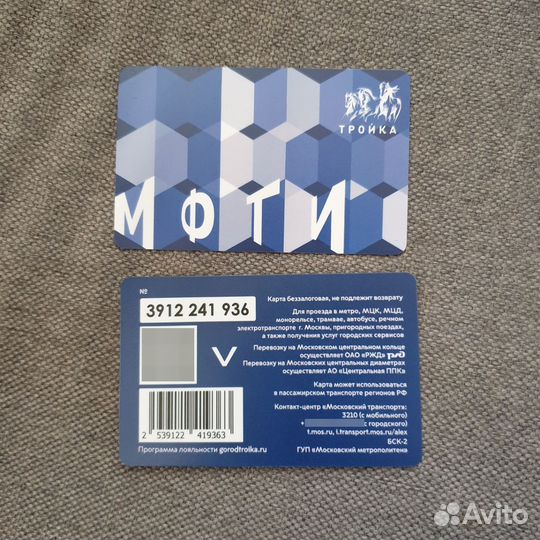 ТРОЙКА
МФТИ
№
3912 241 936
Карта беззалоговая, не подлежит возврату
Для проезда в метро, МЦК, МЦД,
монорельсе, трамвае, автобусе, речном
электротранспорте г. Москвы, пригородных поездах,
а также получения услуг городских сервисов
Перевозку на Московском центральном кольце
осуществляет ОАО «РЖД» РЖД
Перевозку на Московских центральных диаметрах
осуществляет АО «Центральная ППК»
Карта может использоваться
в пассажирском транспорте регионов РФ
Контакт-центр «Московский транспорт»:
3210 (с мобильного)
+ с городского)
t.mos.ru, i.transport.mos.ru/alex
БСК-2
ГУП «Московский метрополитен»
2 539122 419363
Программа лояльности gorodtroika.ru
Avito